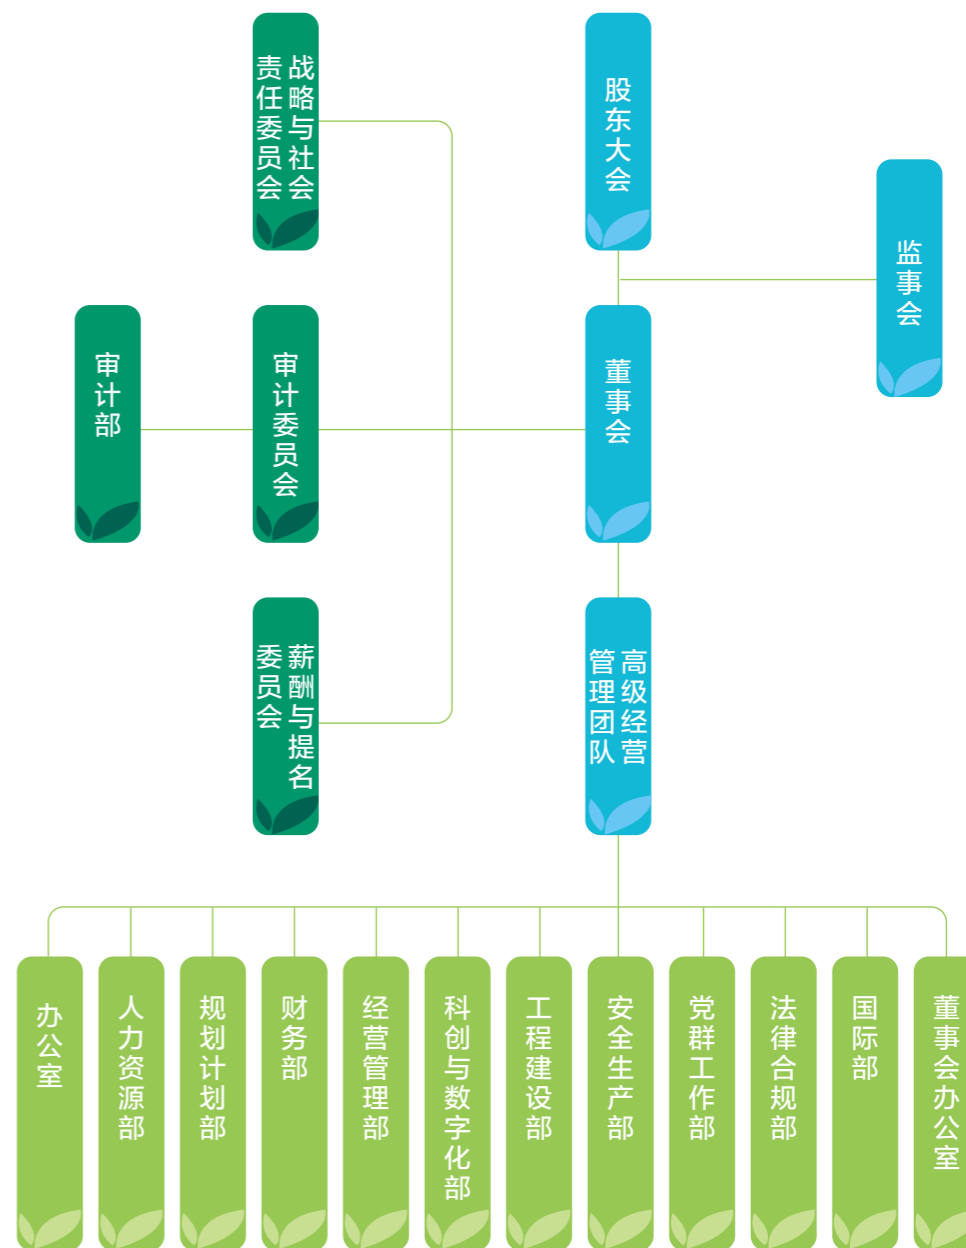 战略与社会
责任委员会
股东大会
监事会
审计部
审计委员会
董事会
薪酬与提名
委员会
高级经营
管理团队
办公室
人力资源部
规划计划部
财务部
经营管理部
科创与数字化部
工程建设部
安全生产部
党群工作部
法律合规部
国际部
董事会办公室